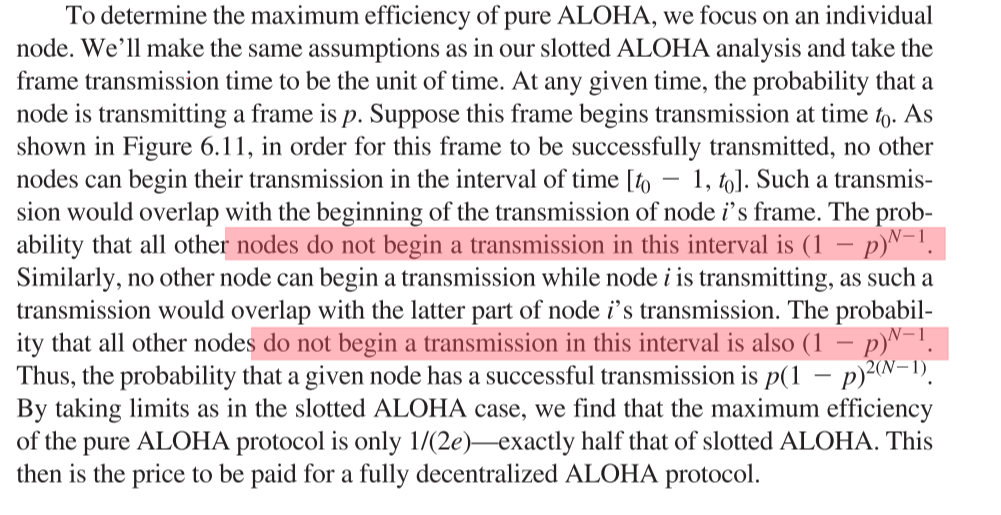 To determine the maximum efficiency of pure ALOHA, we focus on an individual
node. We’ll make the same assumptions as in our slotted ALOHA analysis and take the
frame transmission time to be the unit of time. At any given time, the probability that a
node is transmitting a frame is p. Suppose this frame begins transmission at time t₀. As
shown in Figure 6.11, in order for this frame to be successfully transmitted, no other
nodes can begin their transmission in the interval of time [t₀ − 1, t₀]. Such a transmis-
sion would overlap with the beginning of the transmission of node i’s frame. The prob-
ability that all other nodes do not begin a transmission in this interval is (1 − p)ᴺ⁻¹.
Similarly, no other node can begin a transmission while node i is transmitting, as such a
transmission would overlap with the latter part of node i’s transmission. The probabil-
ity that all other nodes do not begin a transmission in this interval is also (1 − p)ᴺ⁻¹.
Thus, the probability that a given node has a successful transmission is p(1 − p)²⁽ᴺ⁻¹⁾.
By taking limits as in the slotted ALOHA case, we find that the maximum efficiency
of the pure ALOHA protocol is only 1/(2e)—exactly half that of slotted ALOHA. This
then is the price to be paid for a fully decentralized ALOHA protocol.